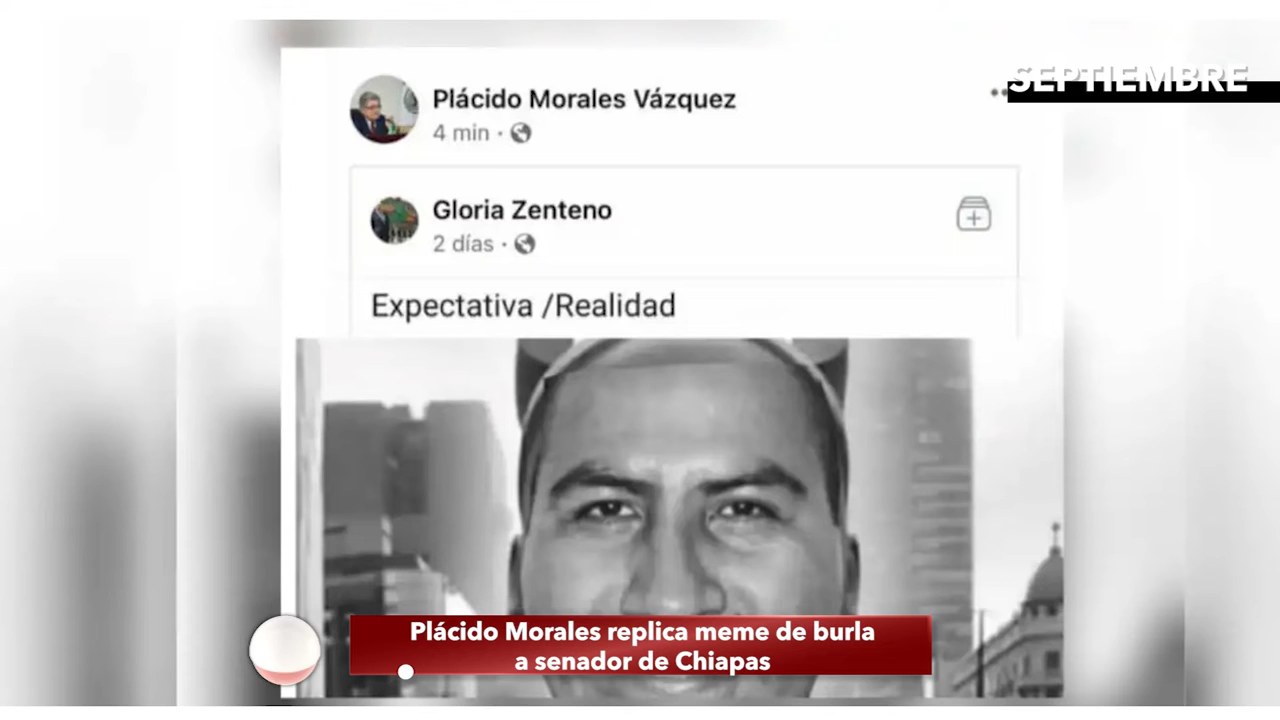 SEPTIEMBRE
Plácido Morales Vázquez
4 min ·
Gloria Zenteno
2 días ·
Expectativa /Realidad
Plácido Morales replica meme de burla
a senador de Chiapas